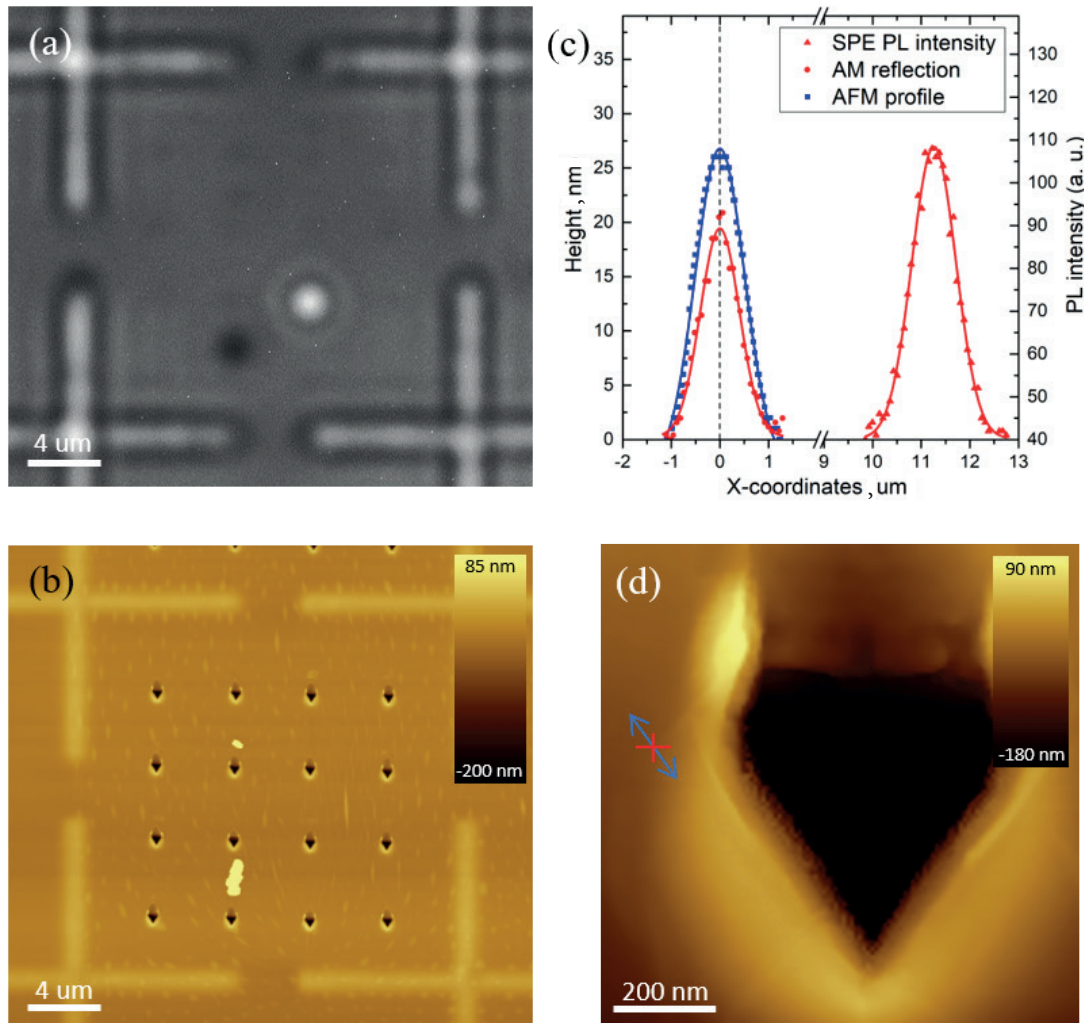 (a)
4 um
(c)
SPE PL intensity
AM reflection
AFM profile
Height ,nm
35
30
25
20
15
10
5
0
PL intensity (a. u.)
130
120
110
100
90
80
70
60
50
40
-2
-1
0
1
9
10
11
12
13
X-coordinates ,um
(b)
85 nm
-200 nm
4 um
(d)
90 nm
-180 nm
200 nm